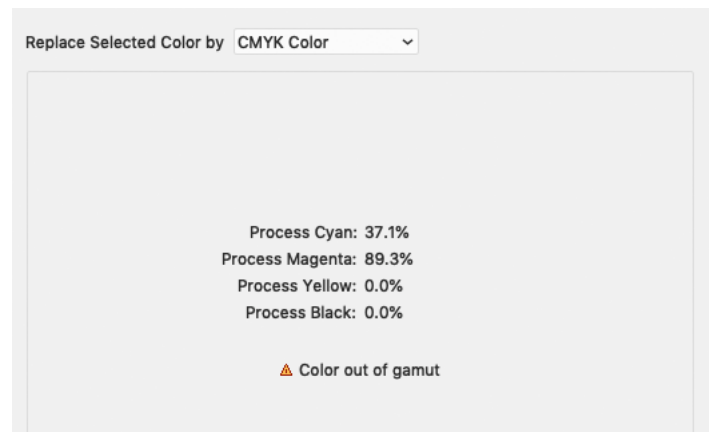 Replace Selected Color by CMYK Color
Process Cyan: 37.1%
Process Magenta: 89.3%
Process Yellow: 0.0%
Process Black: 0.0%
Color out of gamut